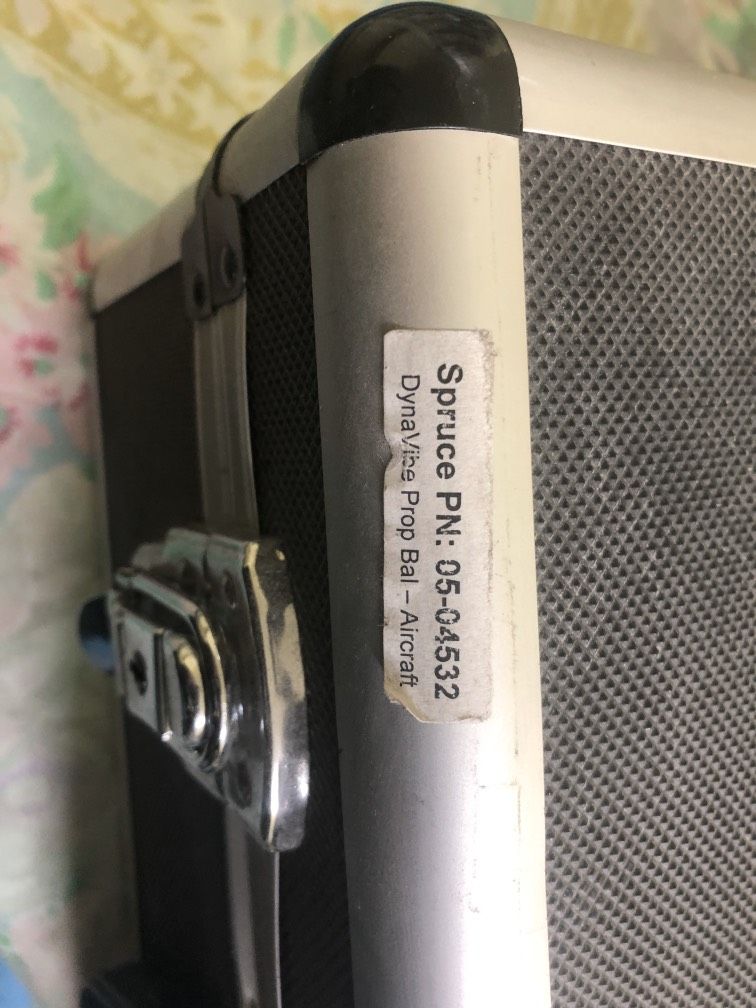 Spruce PN: 05-04532
DynaVibe Prop Bal – Aircraft